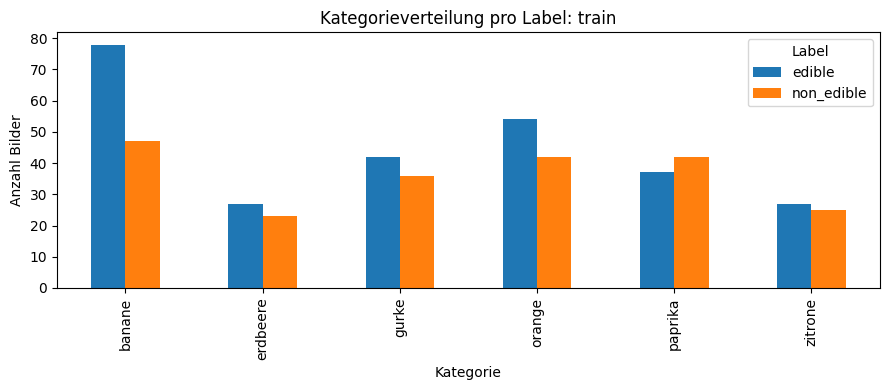 Kategorieverteilung pro Label: train
Anzahl Bilder
80
70
60
50
40
30
20
10
0
Label
edible
non_edible
banane
erdbeere
gurke
orange
paprika
zitrone
Kategorie